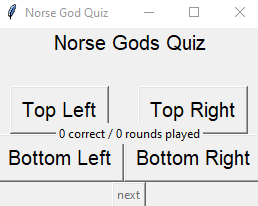 Norse God Quiz
Norse Gods Quiz
Top Left Top Right
0 correct / 0 rounds played
Bottom Left Bottom Right
next